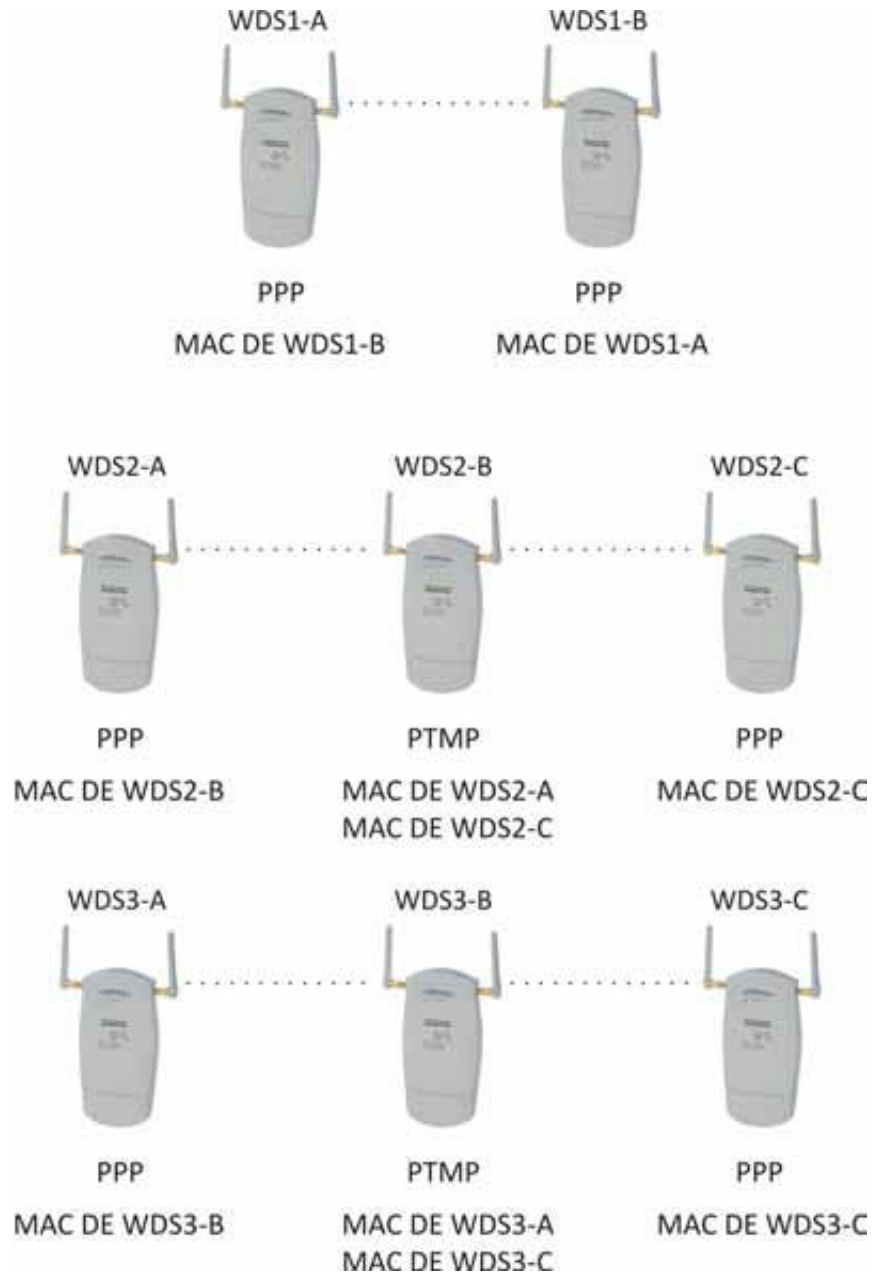 WDS1-A WDS1-B
PPP PPP
MAC DE WDS1-B MAC DE WDS1-A
WDS2-A WDS2-B WDS2-C
PPP PTMP PPP
MAC DE WDS2-B MAC DE WDS2-A MAC DE WDS2-C
MAC DE WDS2-C
WDS3-A WDS3-B WDS3-C
PPP PTMP PPP
MAC DE WDS3-B MAC DE WDS3-A MAC DE WDS3-C
MAC DE WDS3-C